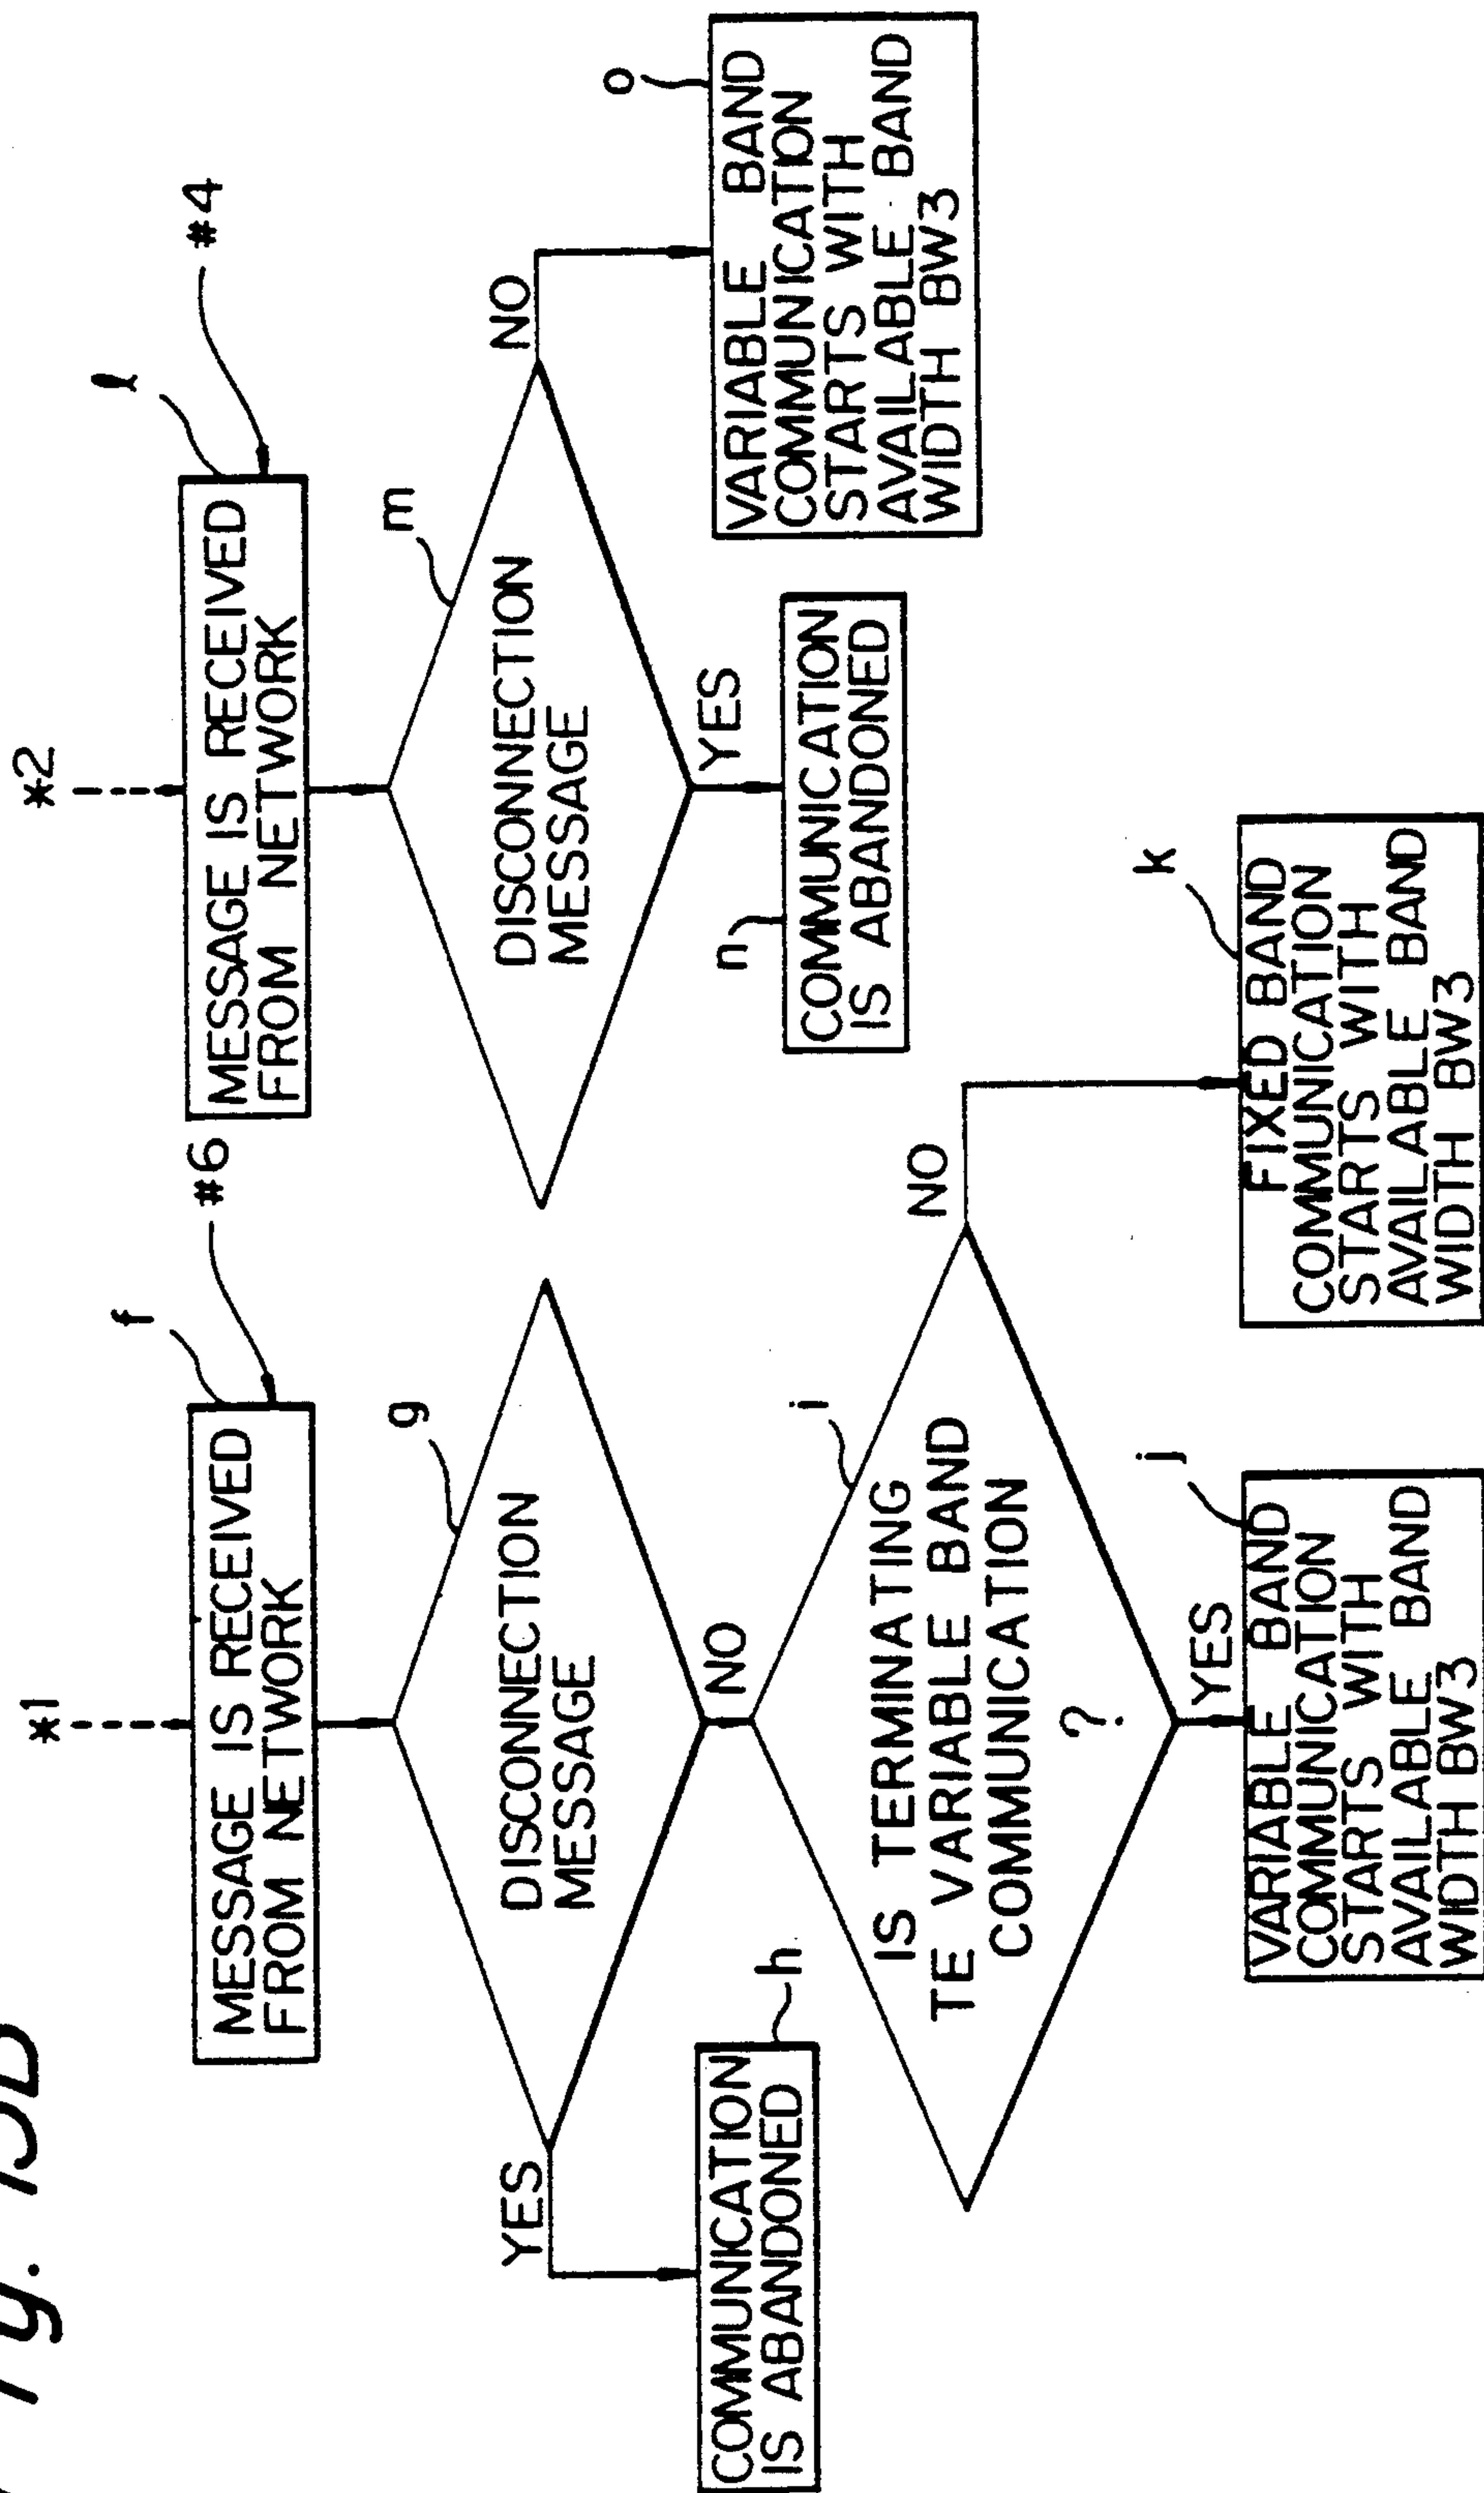 *1
MESSAGE IS RECEIVED
FROM NETWORK
f
#6
g
DISCONNECTION
MESSAGE
YES
h
COMMUNICATION
IS ABANDONED
NO
i
IS TERMINATING
TE VARIABLE BAND
COMMUNICATION
?
YES
j
VARIABLE BAND
COMMUNICATION
STARTS WITH
AVAILABLE BAND
WIDTH BW3
NO
k
FIXED BAND
COMMUNICATION
STARTS WITH
AVAILABLE BAND
WIDTH BW3
*2
MESSAGE IS RECEIVED
FROM NETWORK
l
#4
m
DISCONNECTION
MESSAGE
YES
n
COMMUNICATION
IS ABANDONED
NO
o
VARIABLE BAND
COMMUNICATION
STARTS WITH
AVAILABLE BAND
WIDTH BW3